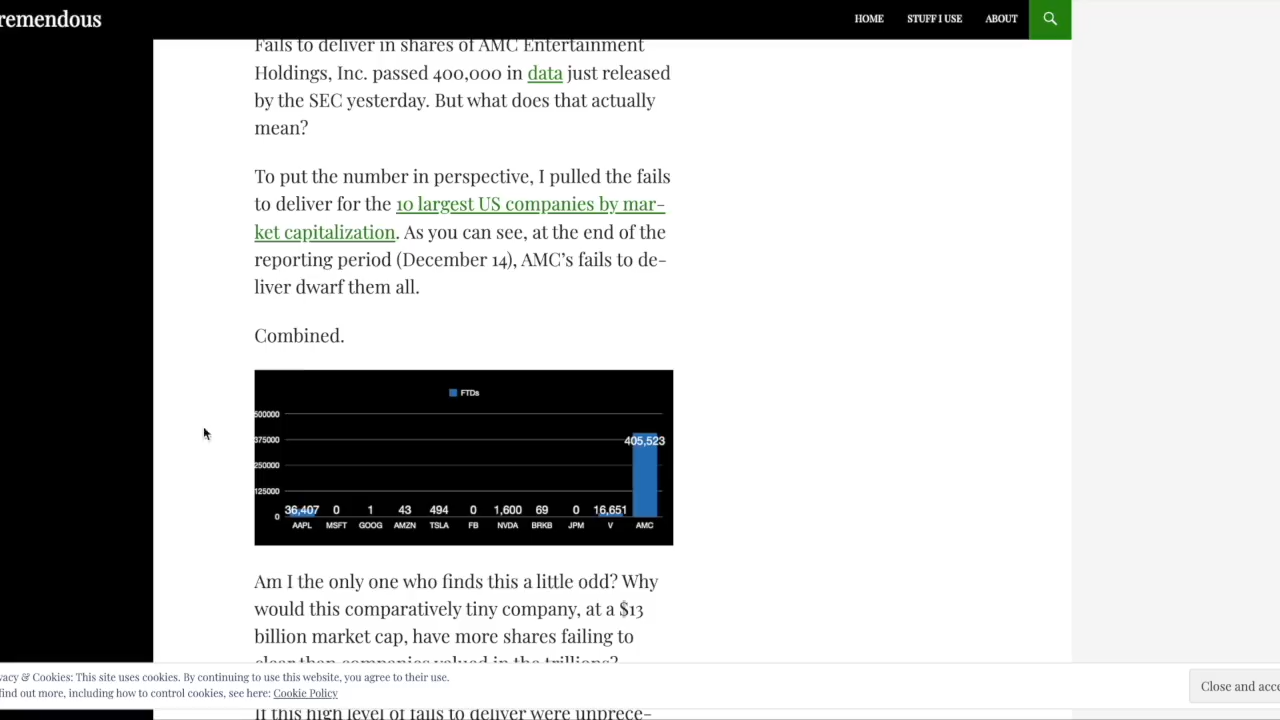 remendous
HOME STUFF I USE ABOUT
Fails to deliver in shares of AMC Entertainment
Holdings, Inc. passed 400,000 in data just released
by the SEC yesterday. But what does that actually
mean?
To put the number in perspective, I pulled the fails
to deliver for the 10 largest US companies by mar-
ket capitalization. As you can see, at the end of the
reporting period (December 14), AMC’s fails to de-
liver dwarf them all.
Combined.
FTDs
500000
375000
250000
125000
0
36,407 0 1 43 494 0 1,600 69 0 16,651 405,523
AAPL MSFT GOOG AMZN TSLA FB NVDA BRKB JPM V AMC
Am I the only one who finds this a little odd? Why
would this comparatively tiny company, at a $13
billion market cap, have more shares failing to
clear than companies valued in the trillions?
vacy & Cookies: This site uses cookies. By continuing to use this website, you agree to their use.
find out more, including how to control cookies, see here: Cookie Policy
Close and acce
If this high level of fails to deliver were unprece-